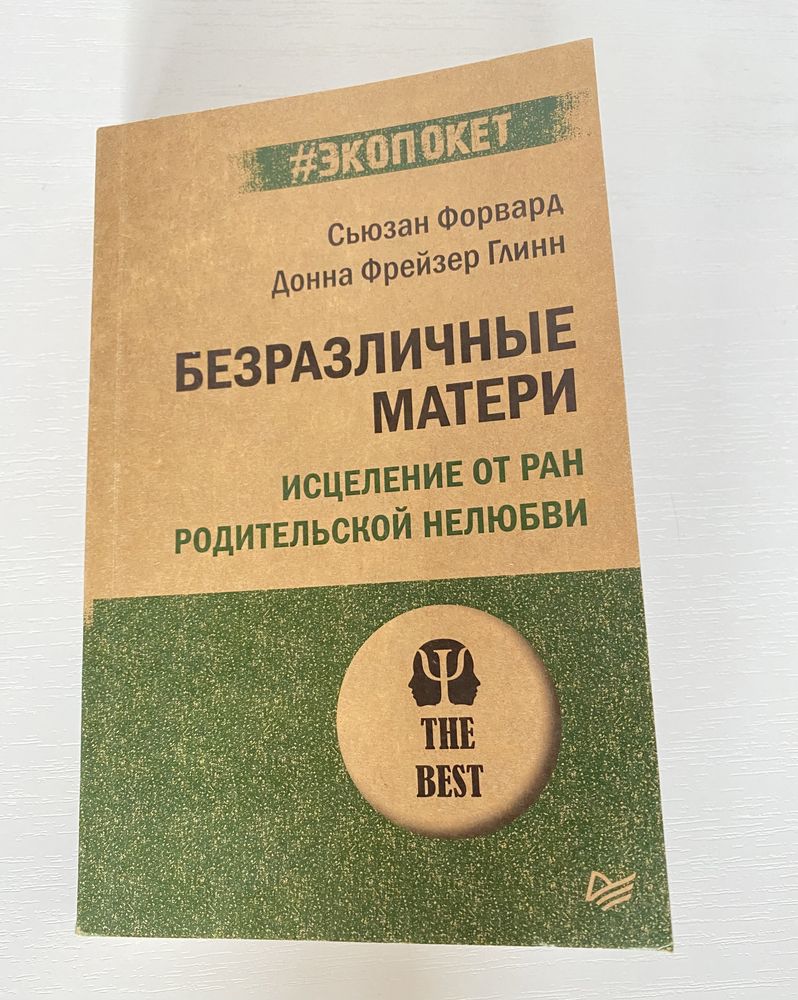 #ЭКОПОКЕТ
Сьюзан Форвард
Донна Фрейзер Глинн
БЕЗРАЗЛИЧНЫЕ
МАТЕРИ
ИСЦЕЛЕНИЕ ОТ РАН
РОДИТЕЛЬСКОЙ НЕЛЮБВИ
Ψ
THE
BEST